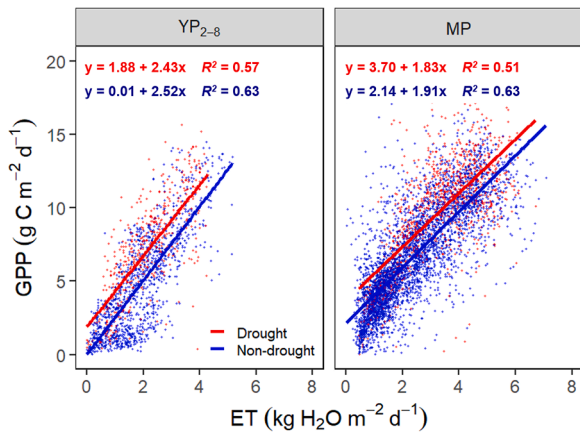 YP₂₋₈ MP
y = 1.88 + 2.43x R² = 0.57
y = 0.01 + 2.52x R² = 0.63
y = 3.70 + 1.83x R² = 0.51
y = 2.14 + 1.91x R² = 0.63
20
15
10
5
0
GPP (g C m⁻² d⁻¹)
Drought
Non-drought
0 2 4 6 8 0 2 4 6 8
ET (kg H₂O m⁻² d⁻¹)